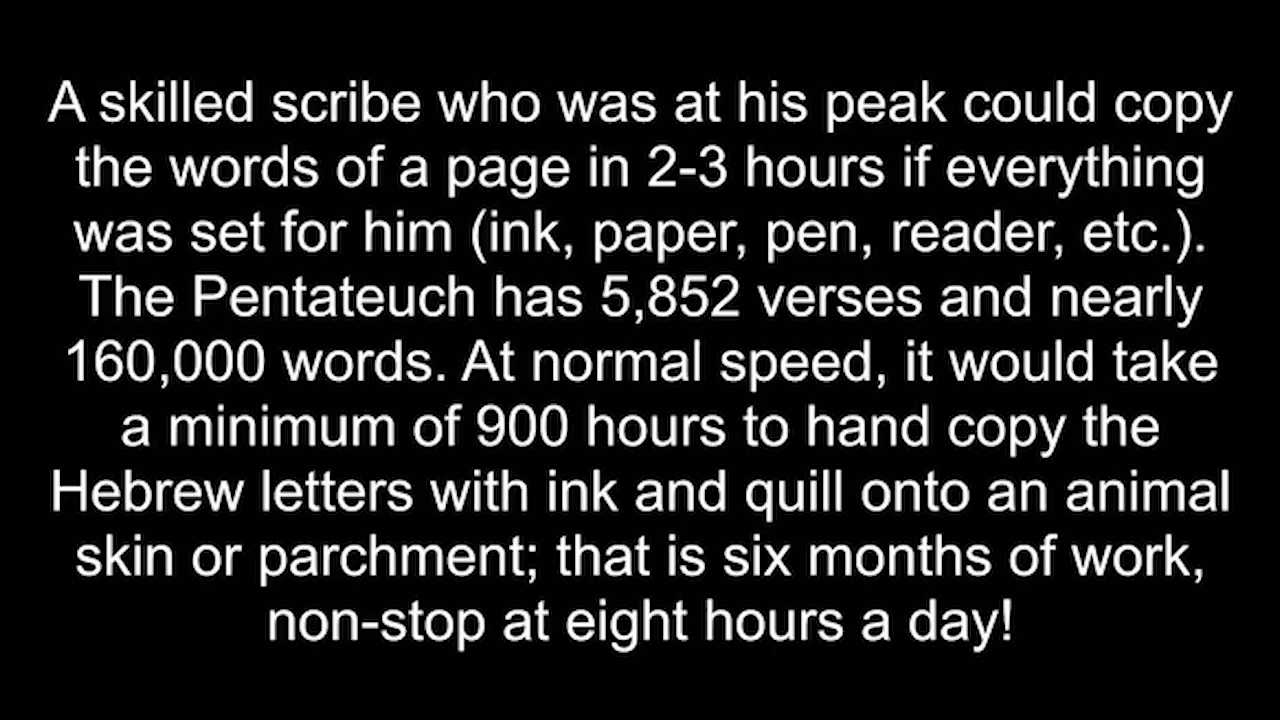 A skilled scribe who was at his peak could copy
the words of a page in 2-3 hours if everything
was set for him (ink, paper, pen, reader, etc.).
The Pentateuch has 5,852 verses and nearly
160,000 words. At normal speed, it would take
a minimum of 900 hours to hand copy the
Hebrew letters with ink and quill onto an animal
skin or parchment; that is six months of work,
non-stop at eight hours a day!